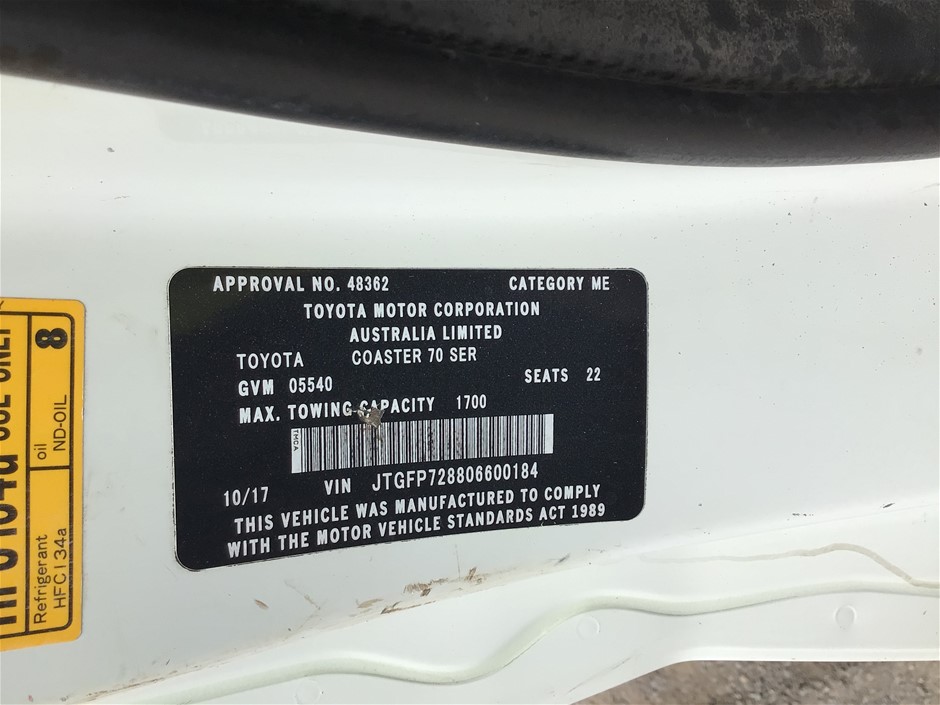 APPROVAL NO. 48362 CATEGORY ME
TOYOTA MOTOR CORPORATION
AUSTRALIA LIMITED
TOYOTA COASTER 70 SER
GVM 05540 SEATS 22
MAX. TOWING CAPACITY 1700
TMCA
10/17 VIN JTGFP728806600184
THIS VEHICLE WAS MANUFACTURED TO COMPLY
WITH THE MOTOR VEHICLE STANDARDS ACT 1989
Refrigerant oil 8
HFC134a ND-OIL